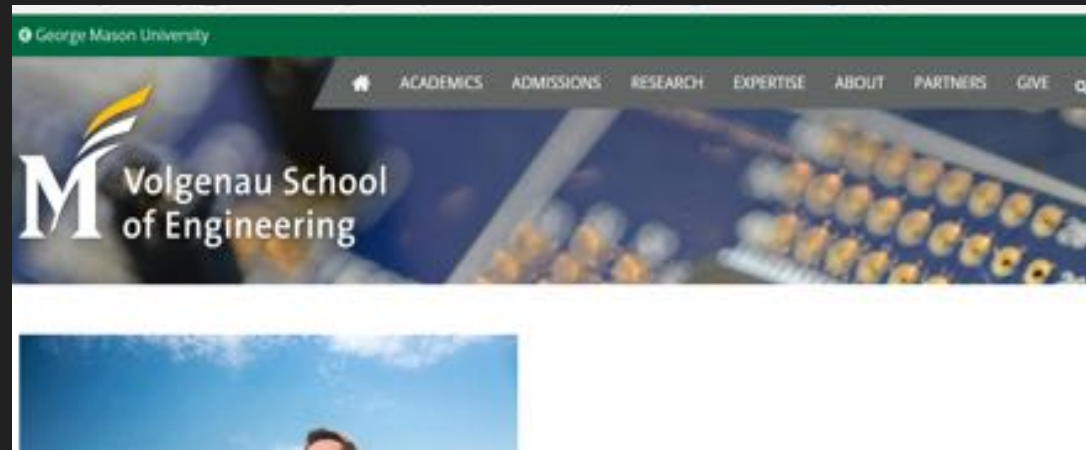 George Mason University
ACADEMICS ADMISSIONS RESEARCH EXPERTISE ABOUT PARTNERS GIVE
M
Volgenau School
of Engineering